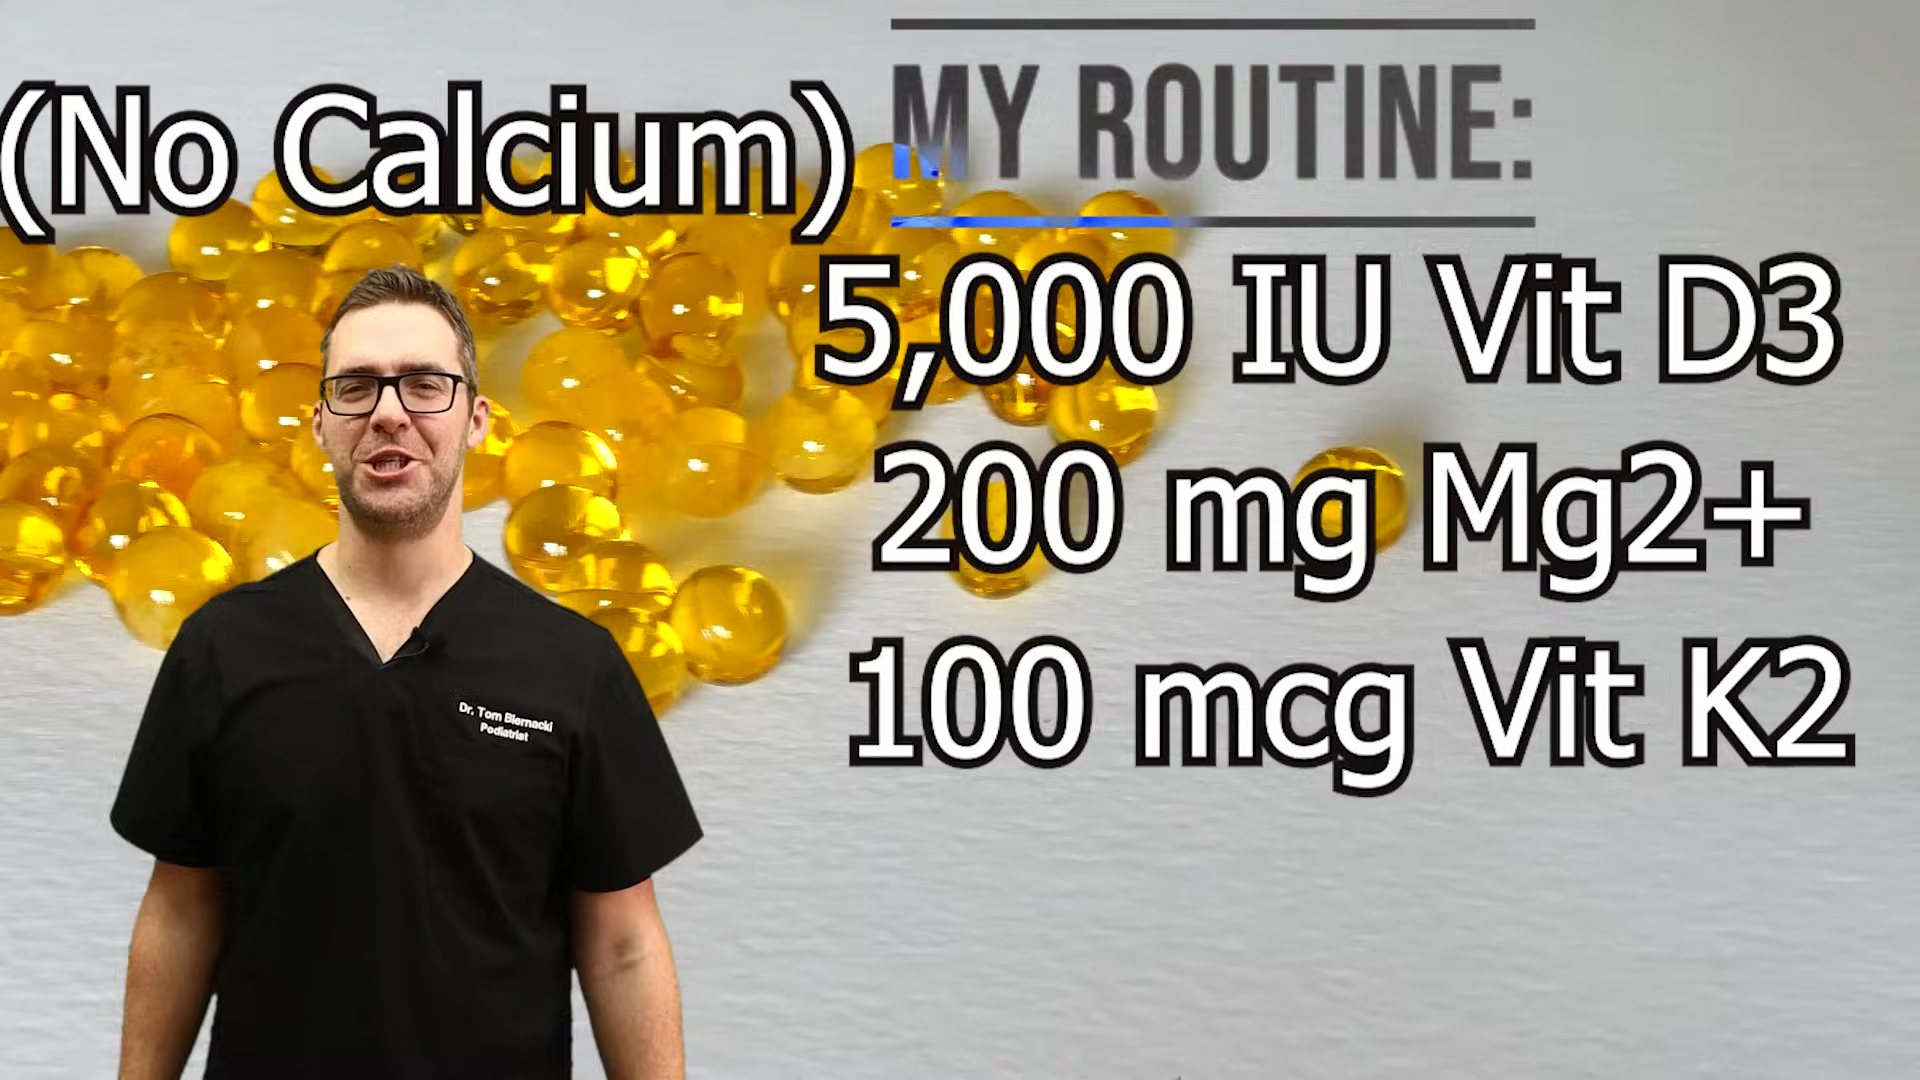 MY ROUTINE:
(No Calcium)
5,000 IU Vit D3
200 mg Mg2+
100 mcg Vit K2
Dr. Tom Biernacki
Podiatrist